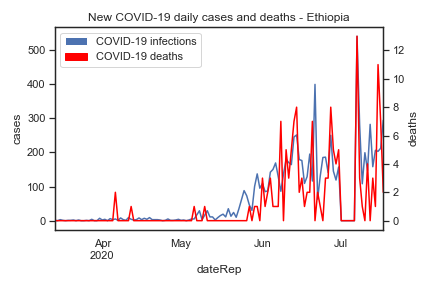 New COVID-19 daily cases and deaths - Ethiopia
COVID-19 infections
COVID-19 deaths
500
400
300
200
100
0
cases
12
10
8
6
4
2
0
deaths
Apr
2020
May
Jun
Jul
dateRep